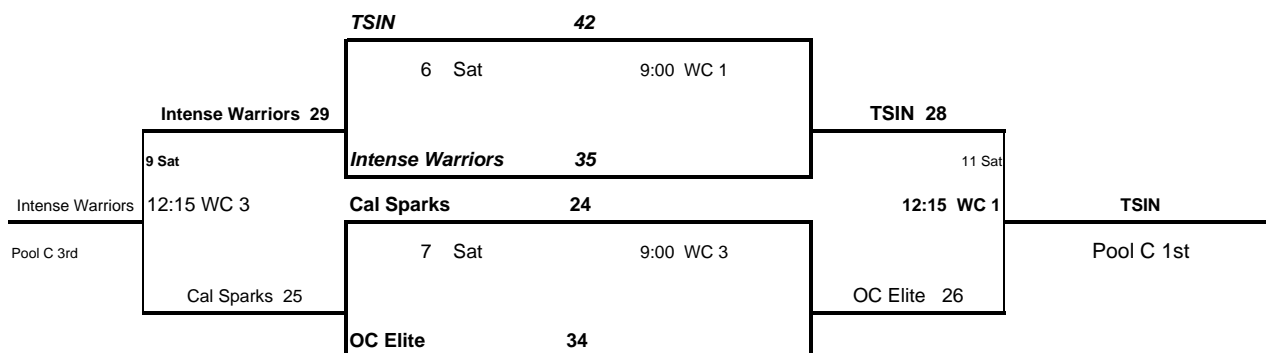 TSIN 42
6 Sat 9:00 WC 1
Intense Warriors 29 TSIN 28
9 Sat Intense Warriors 35 11 Sat
Intense Warriors 12:15 WC 3 Cal Sparks 24 12:15 WC 1 TSIN
Pool C 3rd 7 Sat 9:00 WC 3 Pool C 1st
Cal Sparks 25 OC Elite 26
OC Elite 34